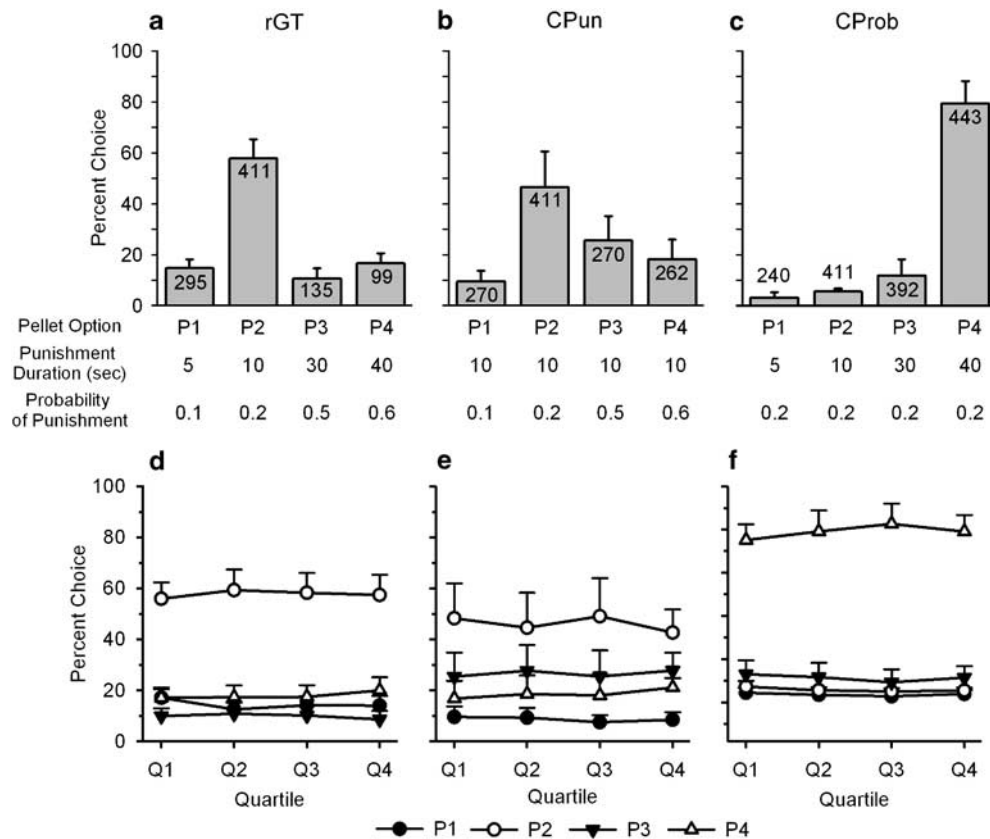 a rGT b CPun c CProb
100
80
60
40
20
0
Percent Choice
295 411 135 99
270 411 270 262
240 411 392 443
Pellet Option P1 P2 P3 P4 P1 P2 P3 P4 P1 P2 P3 P4
Punishment
Duration (sec) 5 10 30 40 10 10 10 10 5 10 30 40
Probability
of Punishment 0.1 0.2 0.5 0.6 0.1 0.2 0.5 0.6 0.2 0.2 0.2 0.2
d e f
100
80
60
40
20
0
Percent Choice
Q1 Q2 Q3 Q4 Q1 Q2 Q3 Q4 Q1 Q2 Q3 Q4
Quartile Quartile Quartile
P1 P2 P3 P4